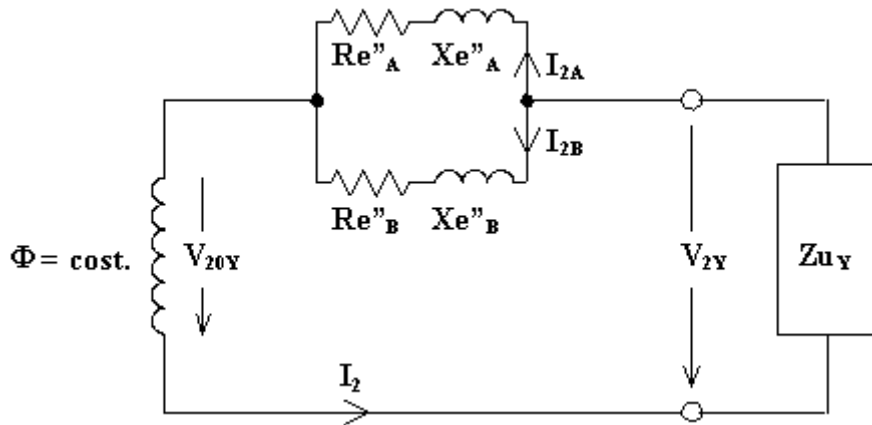 Re”A Xe”A
I2A
I2B
Re”B Xe”B
Φ = cost.
V20Y
V2Y
ZuY
I2